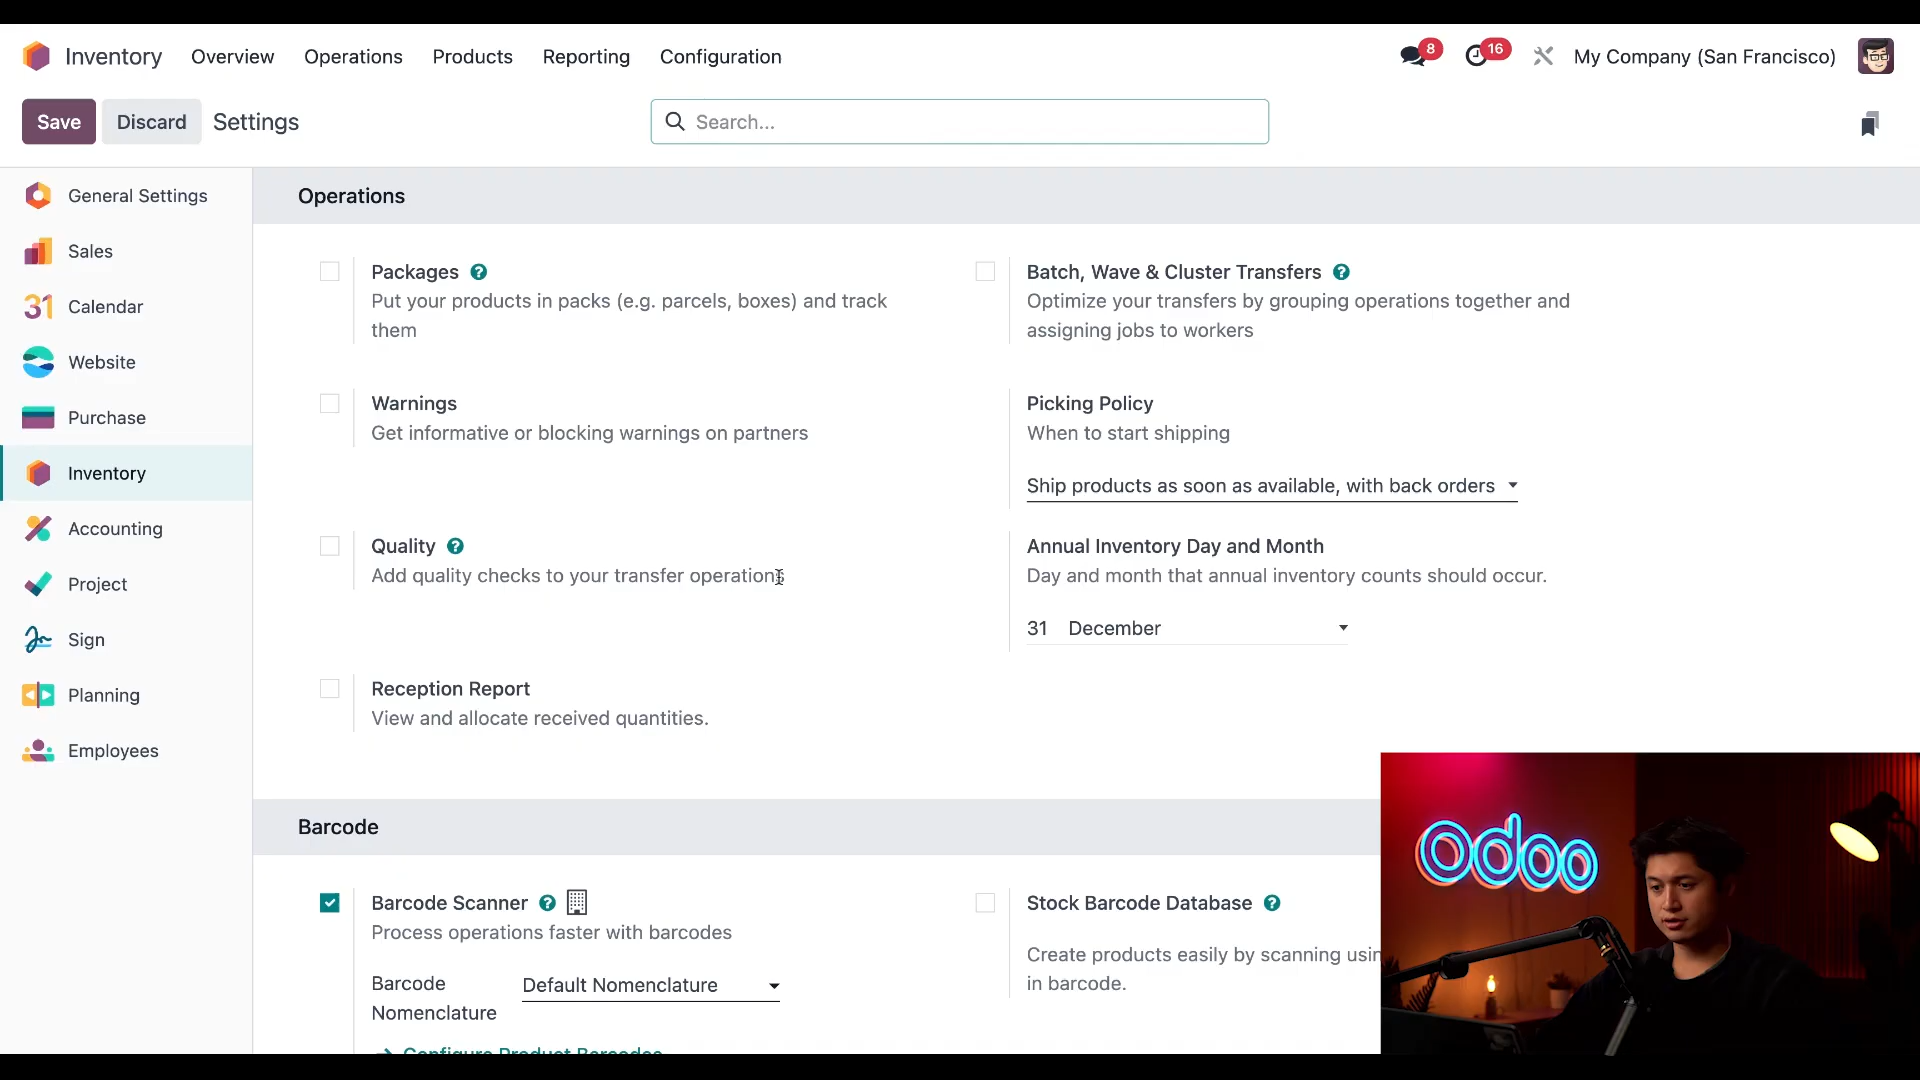 Inventory Overview Operations Products Reporting Configuration 8 16 My Company (San Francisco)
Save Discard Settings Search...
General Settings
Sales
31 Calendar
Website
Purchase
Inventory
Accounting
Project
Sign
Planning
Employees
Operations
Packages ?
Put your products in packs (e.g. parcels, boxes) and track
them
Batch, Wave & Cluster Transfers ?
Optimize your transfers by grouping operations together and
assigning jobs to workers
Warnings
Get informative or blocking warnings on partners
Picking Policy
When to start shipping
Ship products as soon as available, with back orders
Quality ?
Add quality checks to your transfer operations
Annual Inventory Day and Month
Day and month that annual inventory counts should occur.
31 December
Reception Report
View and allocate received quantities.
Barcode
Barcode Scanner ?
Process operations faster with barcodes
Barcode
Nomenclature
Default Nomenclature
Configure Product Barcodes
Stock Barcode Database ?
Create products easily by scanning usin
in barcode.
odoo